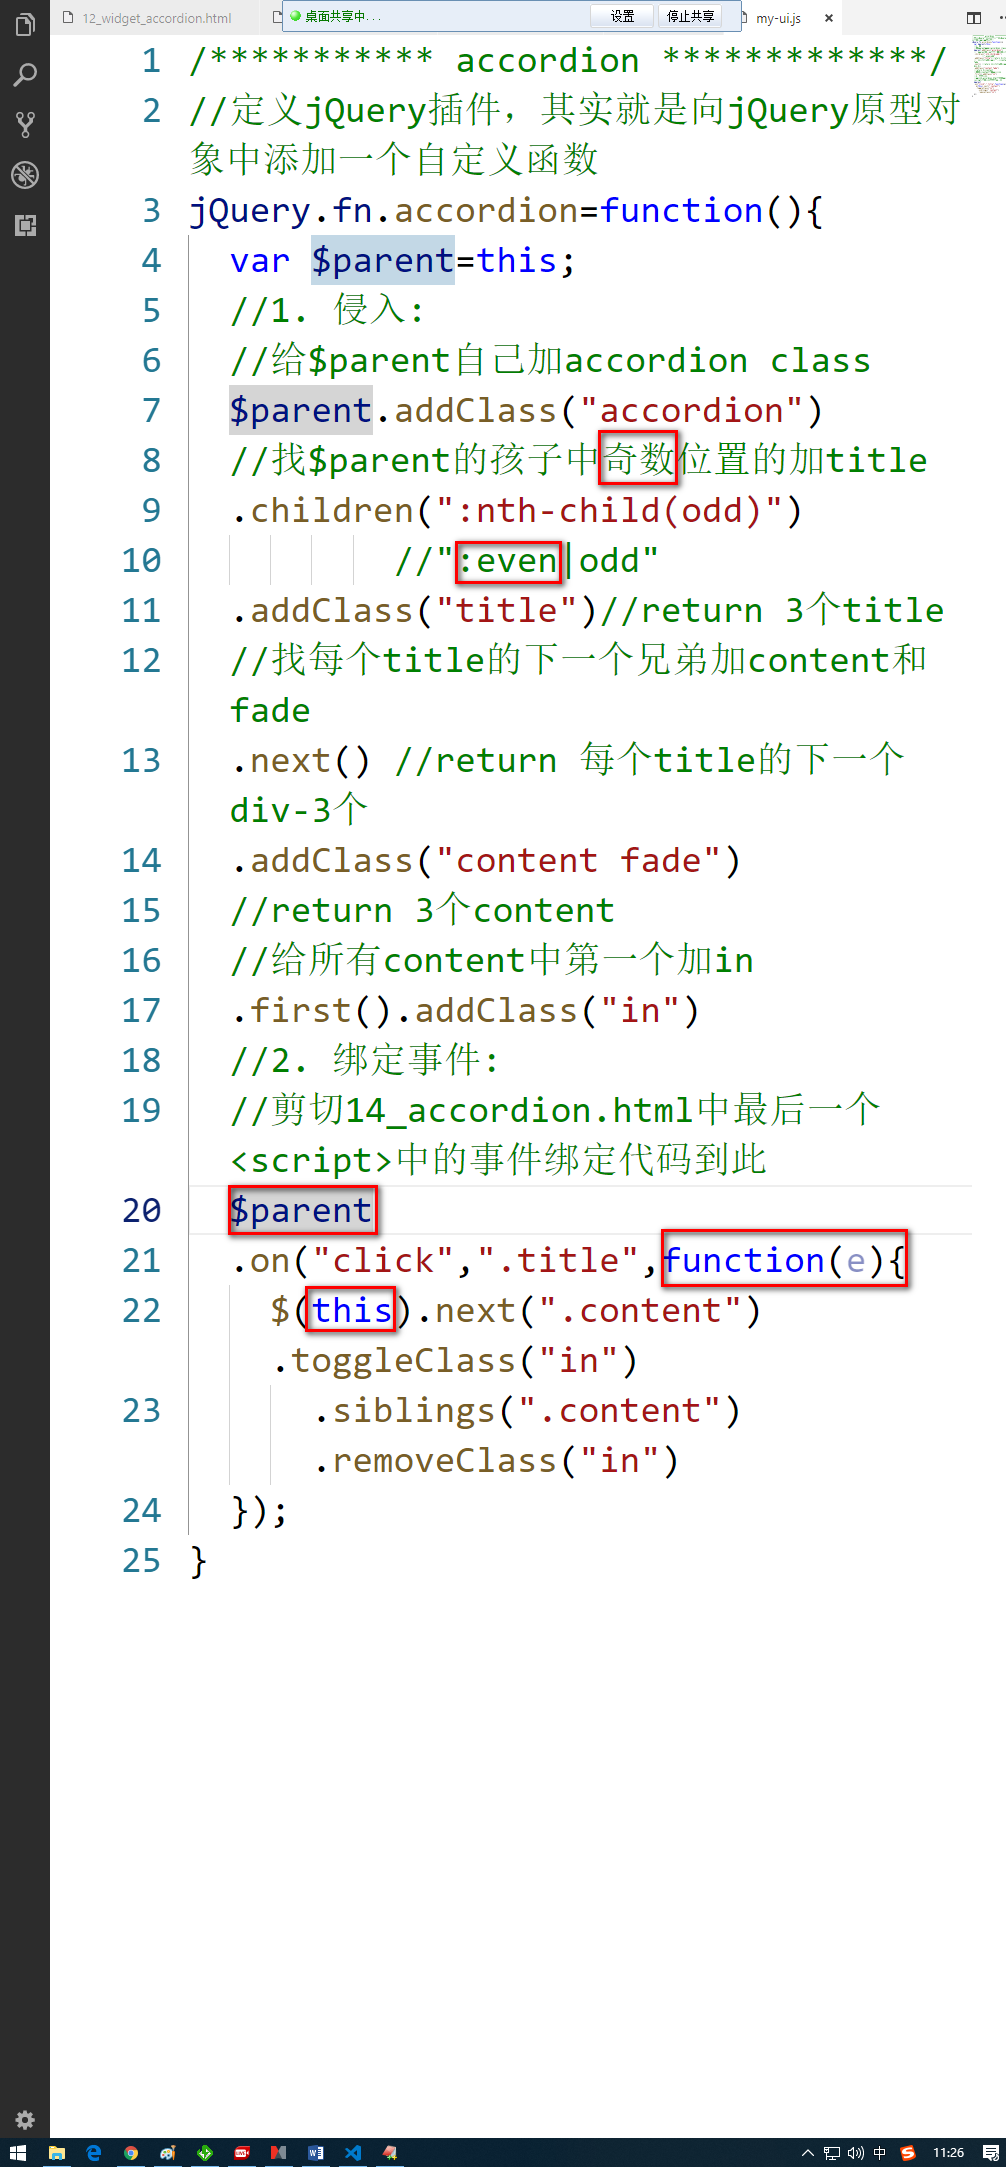 12_widget_accordion.html
桌面共享中...
设置
停止共享
my-ui.js
1 /*********** accordion *************/
2 //定义jQuery插件，其实就是向jQuery原型对
象中添加一个自定义函数
3 jQuery.fn.accordion=function(){
4 var $parent=this;
5 //1. 侵入:
6 //给$parent自己加accordion class
7 $parent.addClass("accordion")
8 //找$parent的孩子中奇数位置的加title
9 .children(":nth-child(odd)")
10 //":even|odd"
11 .addClass("title")//return 3个title
12 //找每个title的下一个兄弟加content和
fade
13 .next() //return 每个title的下一个
div-3个
14 .addClass("content fade")
15 //return 3个content
16 //给所有content中第一个加in
17 .first().addClass("in")
18 //2. 绑定事件:
19 //剪切14_accordion.html中最后一个
<script>中的事件绑定代码到此
20 $parent
21 .on("click",".title",function(e){
22 $(this).next(".content")
.toggleClass("in")
23 .siblings(".content")
.removeClass("in")
24 });
25 }
中
11:26